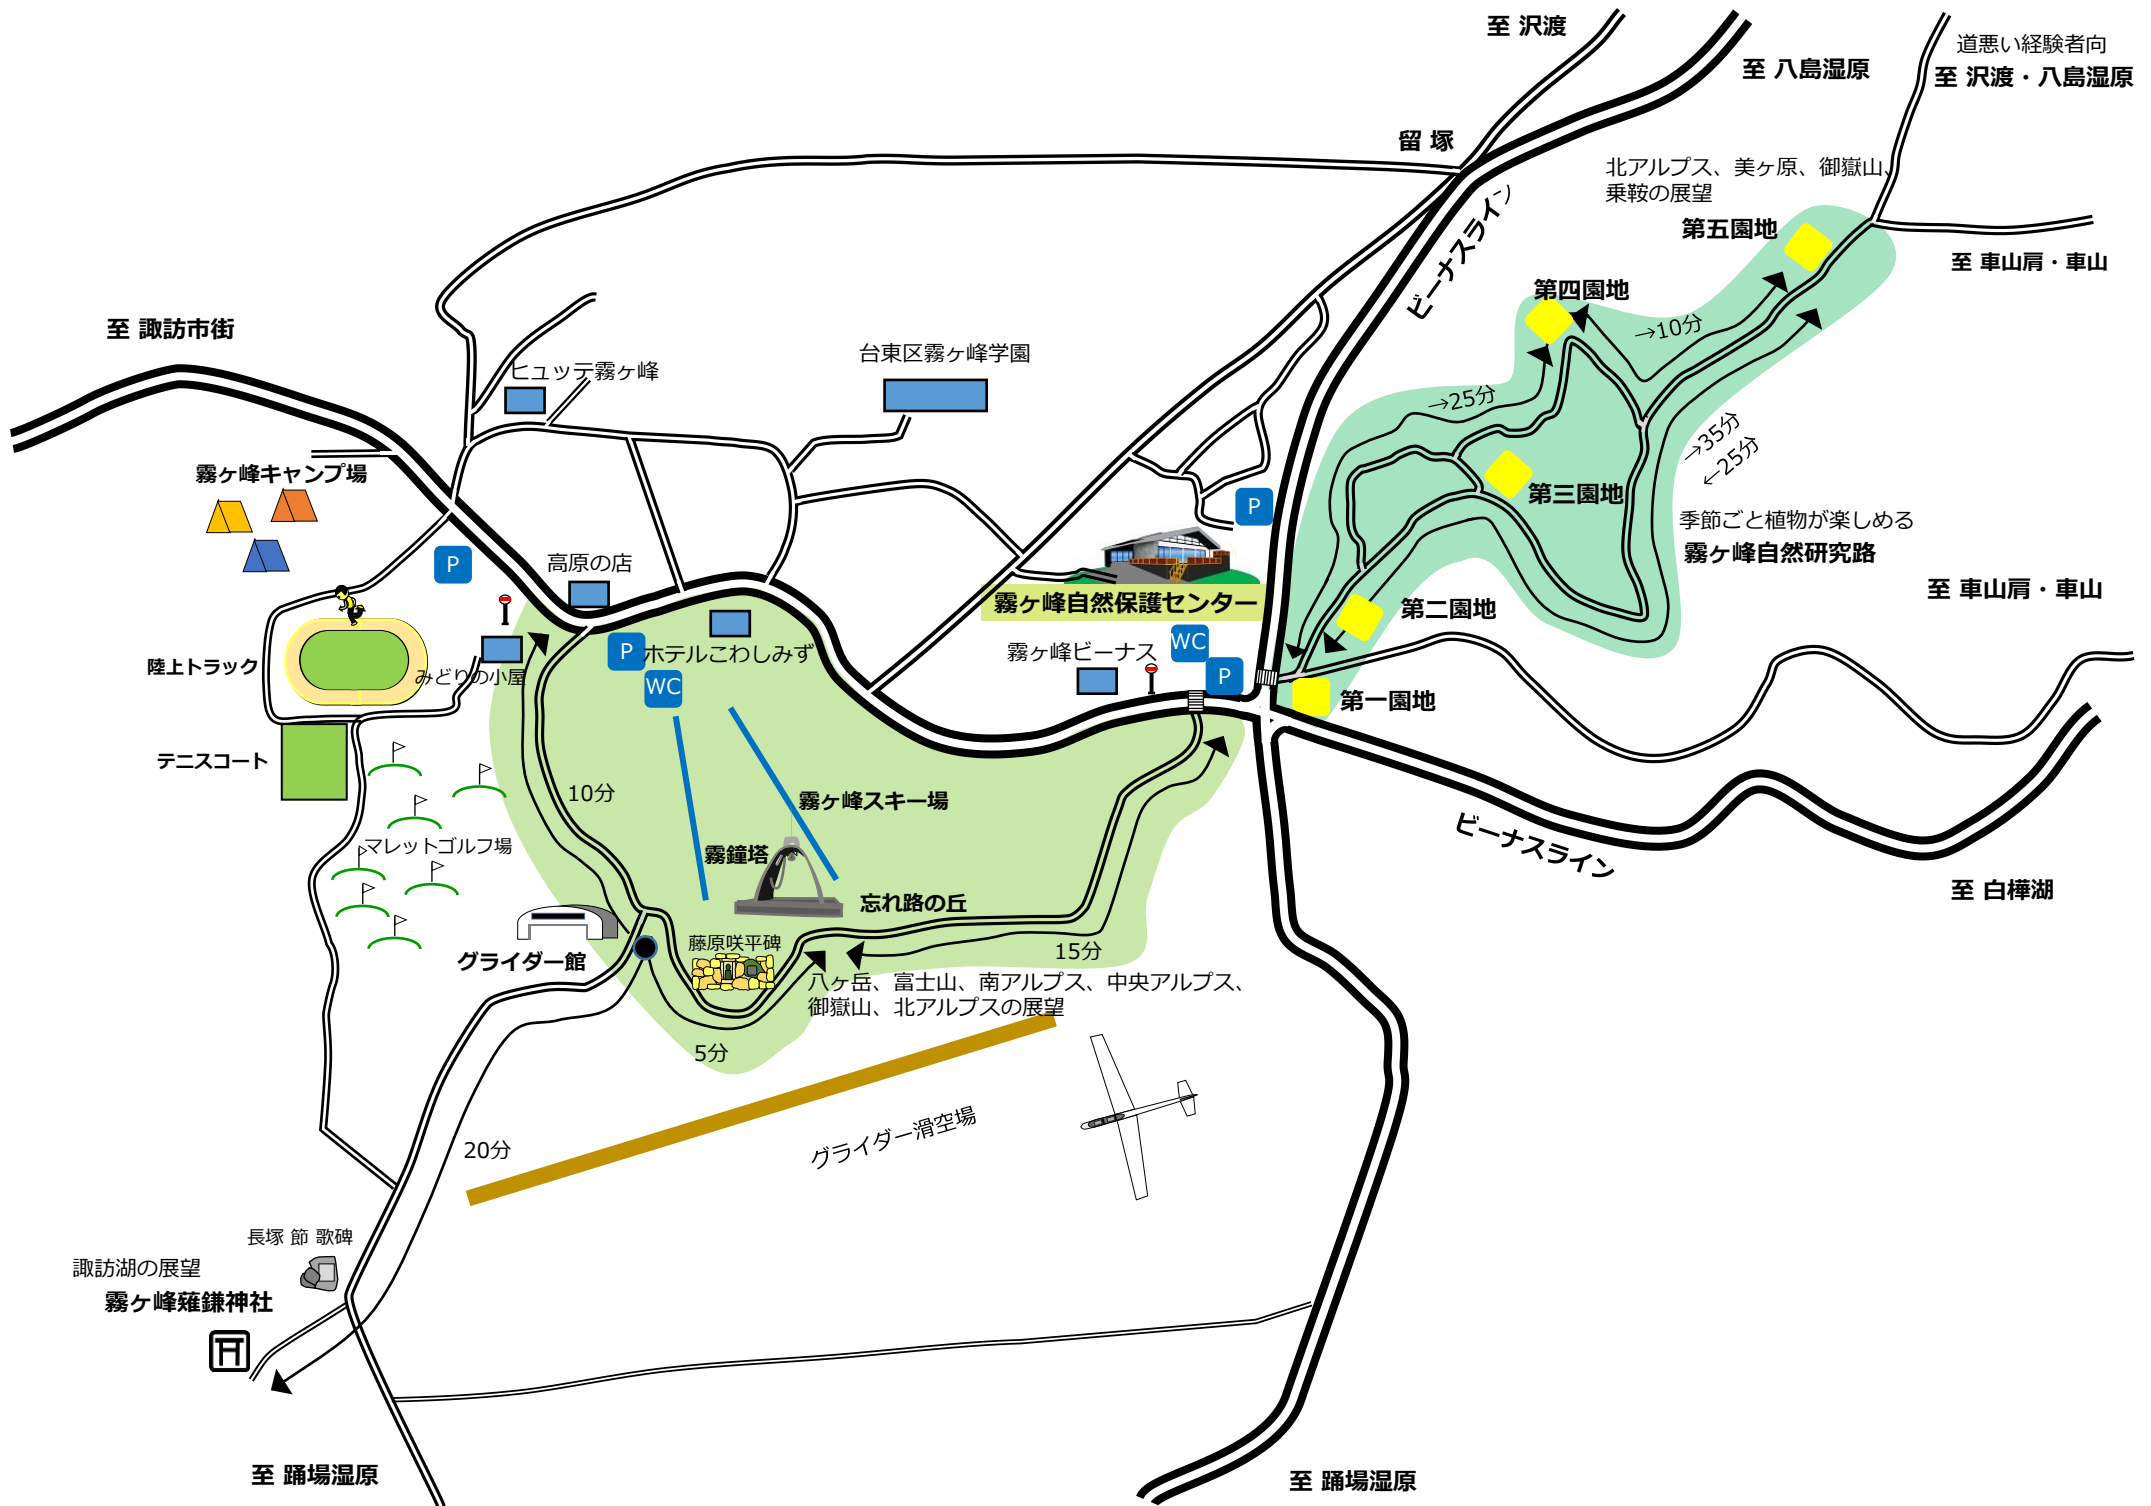 至 沢渡
至 八島湿原
道悪い経験者向
至 沢渡・八島湿原
留 塚
北アルプス、美ヶ原、御嶽山、
乗鞍の展望
第五園地
ビーナスライン
至 車山肩・車山
第四園地
→10分
至 諏訪市街
ヒュッテ霧ヶ峰
台東区霧ヶ峰学園
→25分
→35分
←25分
霧ヶ峰キャンプ場
第三園地
P
季節ごと植物が楽しめる
霧ヶ峰自然研究路
P
高原の店
霧ヶ峰自然保護センター
至 車山肩・車山
第二園地
陸上トラック
みどりの小屋
P
ホテルこわしみず
WC
霧ヶ峰ビーナス
WC
P
第一園地
テニスコート
10分
霧ヶ峰スキー場
マレットゴルフ場
霧鐘塔
ビーナスライン
至 白樺湖
忘れ路の丘
グライダー館
藤原咲平碑
15分
八ヶ岳、富士山、南アルプス、中央アルプス、
御嶽山、北アルプスの展望
5分
20分
グライダー滑空場
長塚 節 歌碑
諏訪湖の展望
霧ヶ峰薙鎌神社
至 踊場湿原
至 踊場湿原